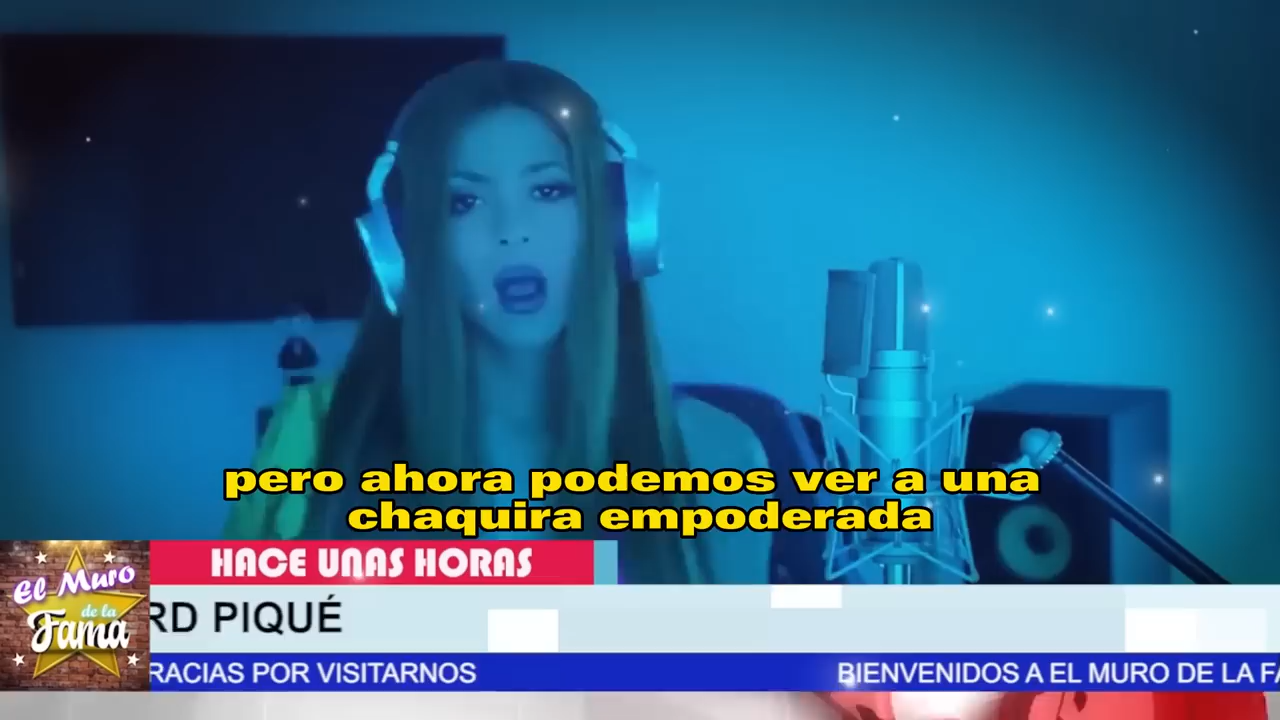 pero ahora podemos ver a una
chaquira empoderada
HACE UNAS HORAS
El Muro
de la
Fama
RD PIQUÉ
RACIAS POR VISITARNOS
BIENVENIDOS A EL MURO DE LA FA